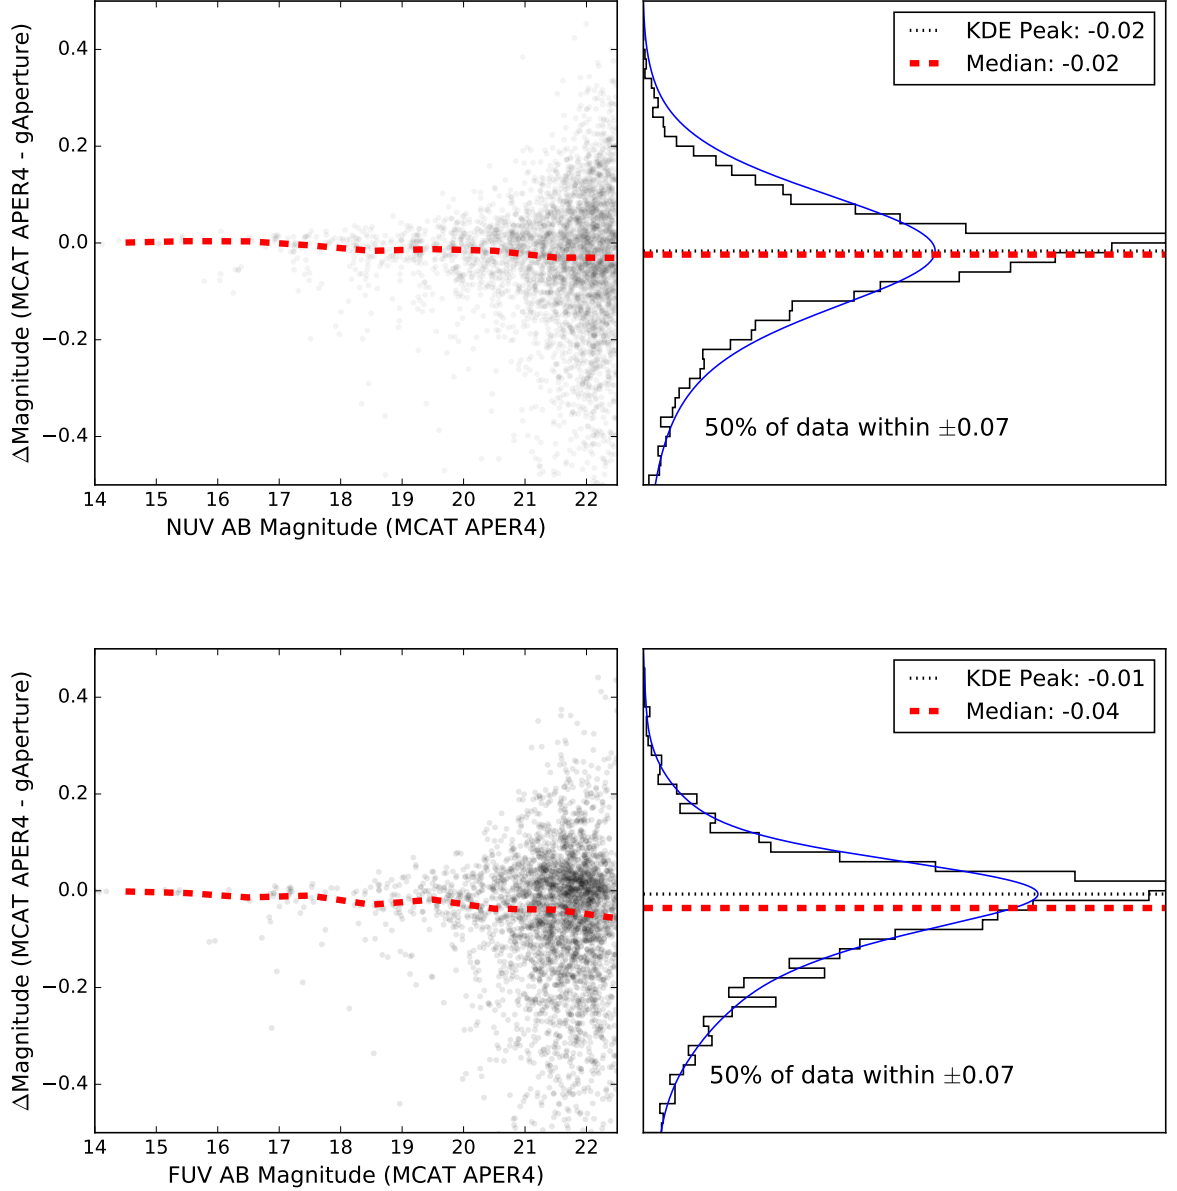 0.4
0.2
0.0
−0.2
−0.4
ΔMagnitude (MCAT APER4 - gAperture)
14 15 16 17 18 19 20 21 22
NUV AB Magnitude (MCAT APER4)
KDE Peak: -0.02
Median: -0.02
50% of data within ±0.07
0.4
0.2
0.0
−0.2
−0.4
ΔMagnitude (MCAT APER4 - gAperture)
14 15 16 17 18 19 20 21 22
FUV AB Magnitude (MCAT APER4)
KDE Peak: -0.01
Median: -0.04
50% of data within ±0.07